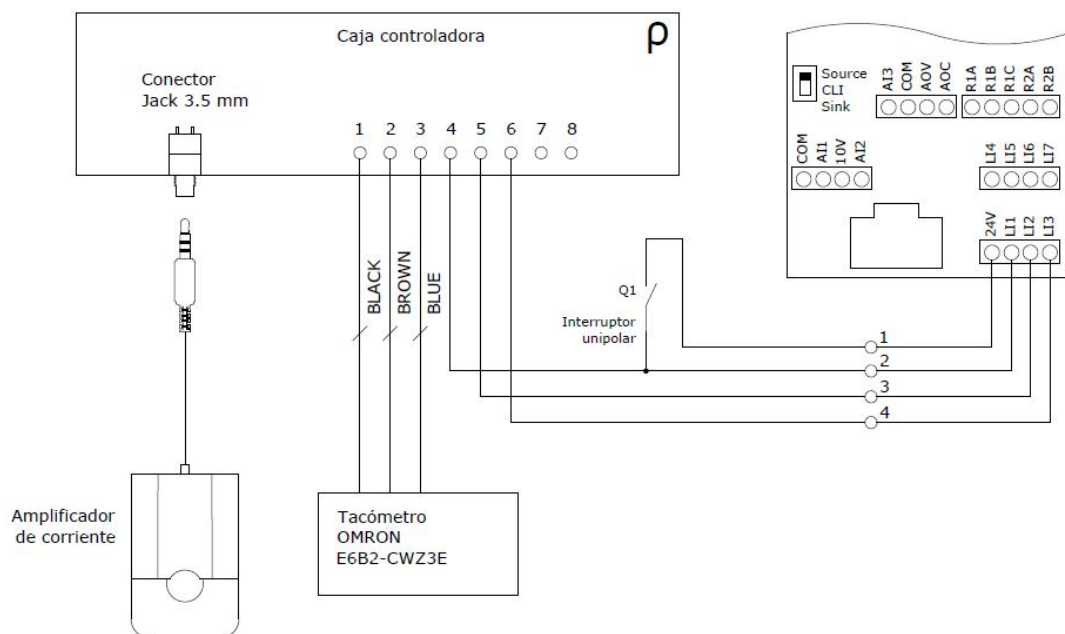 Caja controladora
ρ
Conector
Jack 3.5 mm
1 2 3 4 5 6 7 8
BLACK
BROWN
BLUE
Amplificador
de corriente
Tacómetro
OMRON
E6B2-CWZ3E
Q1
Interruptor
unipolar
1
2
3
4
Source
CLI
Sink
AI3 COM AOV AOC
R1A R1B R1C R2A R2B
COM AI1 10V AI2
LI4 LI5 LI6 LI7
24V LI1 LI2 LI3